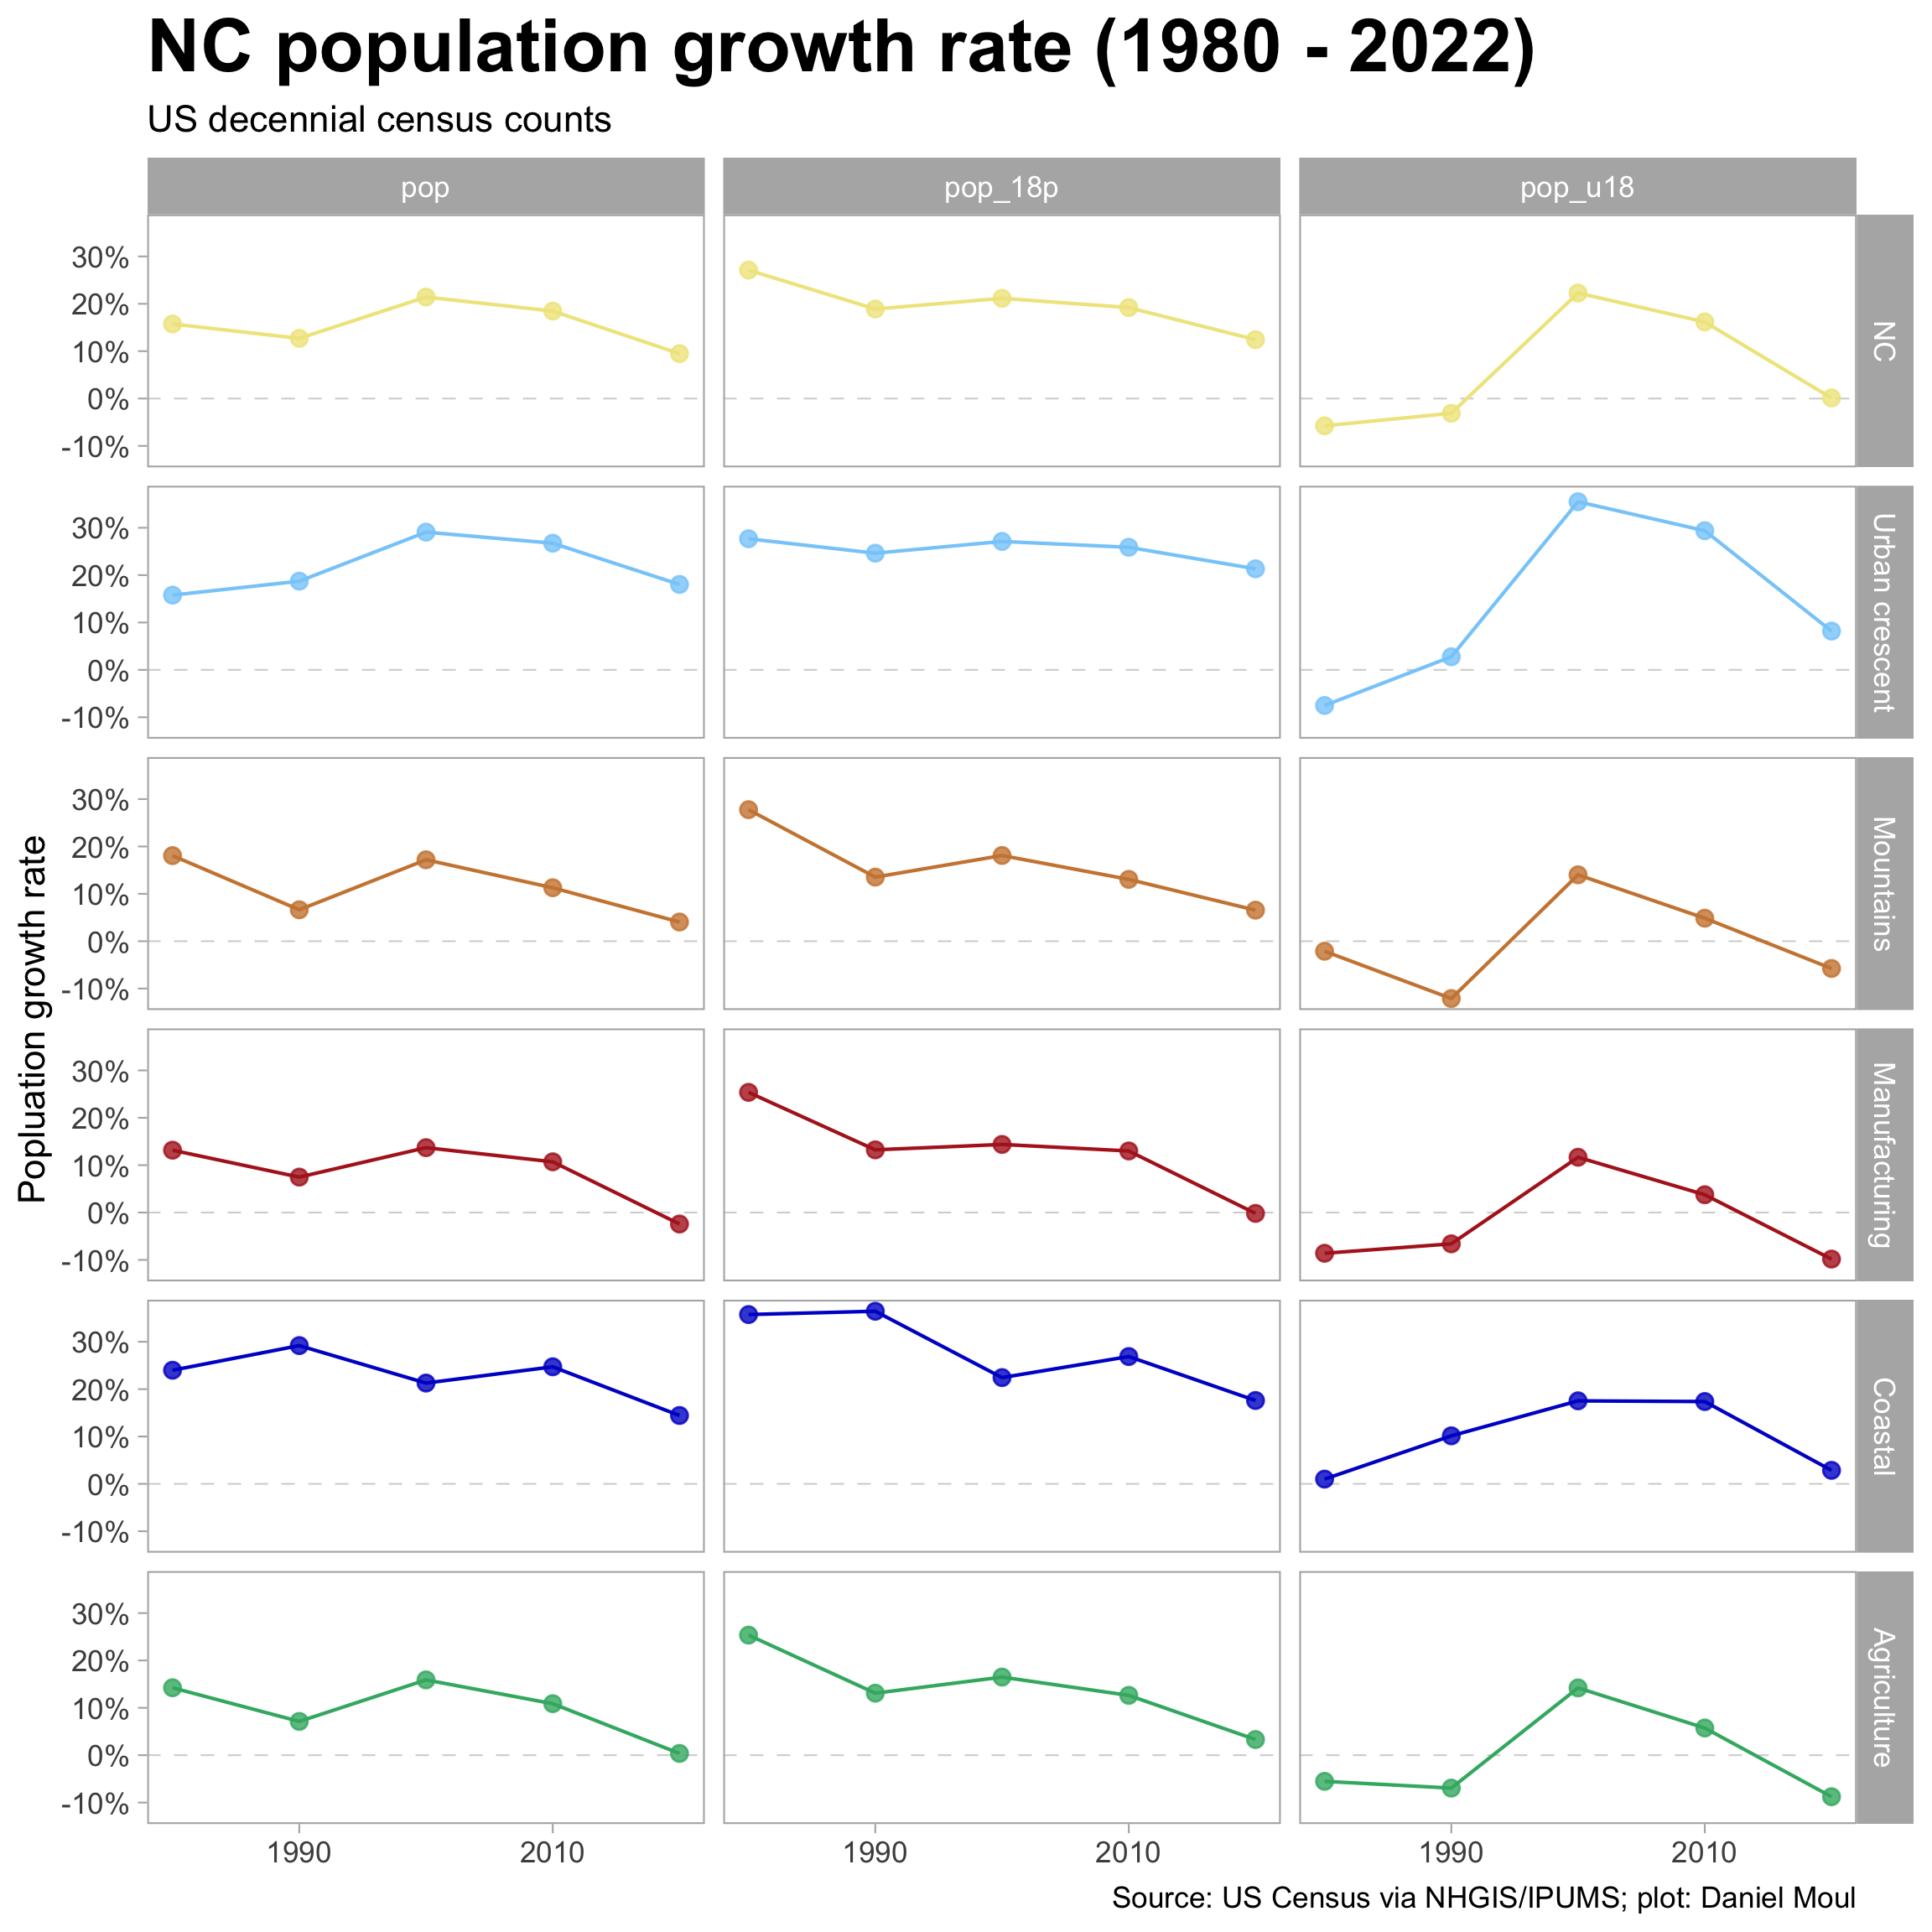 NC population growth rate (1980 - 2022)
US decennial census counts
pop
pop_18p
pop_u18
30%
20%
10%
0%
-10%
NC
30%
20%
10%
0%
-10%
Urban crescent
30%
20%
10%
0%
-10%
Mountains
Popluation growth rate
30%
20%
10%
0%
-10%
Manufacturing
30%
20%
10%
0%
-10%
Coastal
30%
20%
10%
0%
-10%
Agriculture
1990
2010
1990
2010
1990
2010
Source: US Census via NHGIS/IPUMS; plot: Daniel Moul